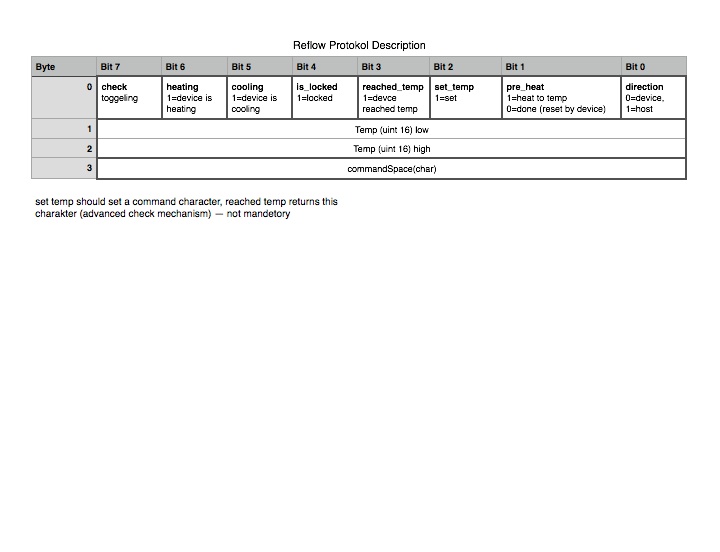 Reflow Protokol Description
Byte Bit 7 Bit 6 Bit 5 Bit 4 Bit 3 Bit 2 Bit 1 Bit 0
0 check heating cooling is_locked reached_temp set_temp pre_heat direction
toggeling 1=device is 1=device is 1=locked 1=devce 1=set 1=heat to temp 0=device,
heating cooling reached temp 0=done (reset by device) 1=host
1 Temp (uint 16) low
2 Temp (uint 16) high
3 commandSpace(char)
set temp should set a command character, reached temp returns this
charakter (advanced check mechanism) — not mandetory